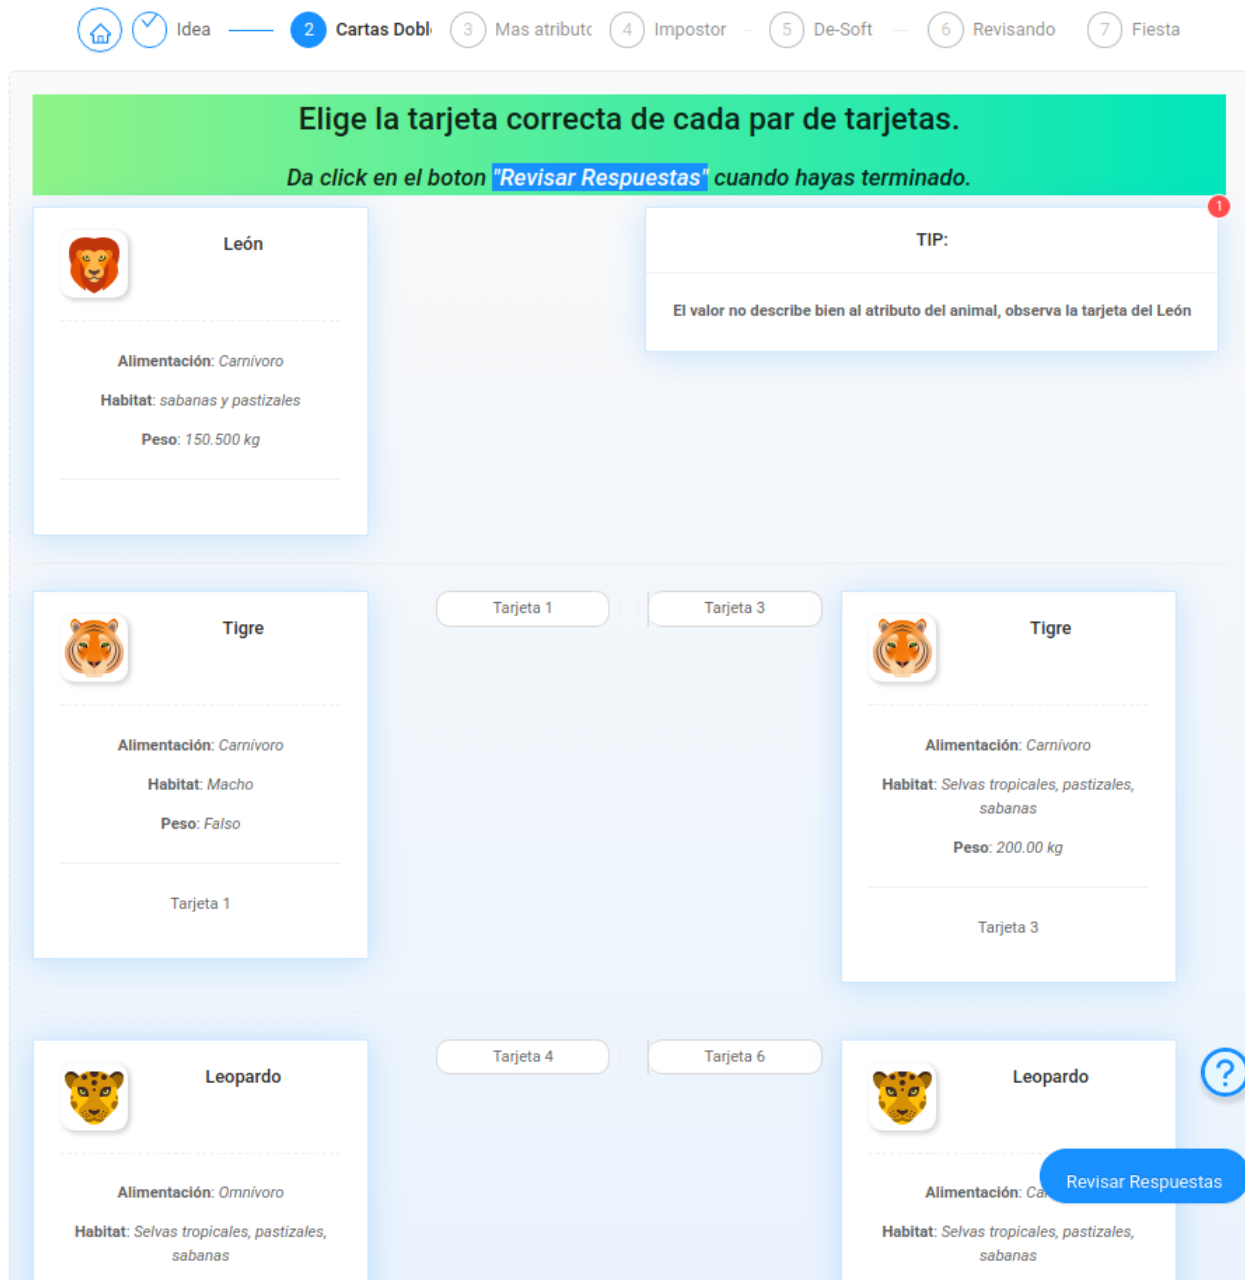 Idea
2
Cartas Dobl
3
Mas atributo
4
Impostor
5
De-Soft
6
Revisando
7
Fiesta
Elige la tarjeta correcta de cada par de tarjetas.
Da click en el boton "Revisar Respuestas" cuando hayas terminado.
León
Alimentación: Carnívoro
Habitat: sabanas y pastizales
Peso: 150.500 kg
1
TIP:
El valor no describe bien al atributo del animal, observa la tarjeta del León
Tigre
Alimentación: Carnívoro
Habitat: Macho
Peso: Falso
Tarjeta 1
Tarjeta 1
Tarjeta 3
Tigre
Alimentación: Carnívoro
Habitat: Selvas tropicales, pastizales,
sabanas
Peso: 200.00 kg
Tarjeta 3
Leopardo
Alimentación: Omnívoro
Habitat: Selvas tropicales, pastizales,
sabanas
Tarjeta 4
Tarjeta 6
Leopardo
Alimentación: Ca
Habitat: Selvas tropicales, pastizales,
sabanas
?
Revisar Respuestas